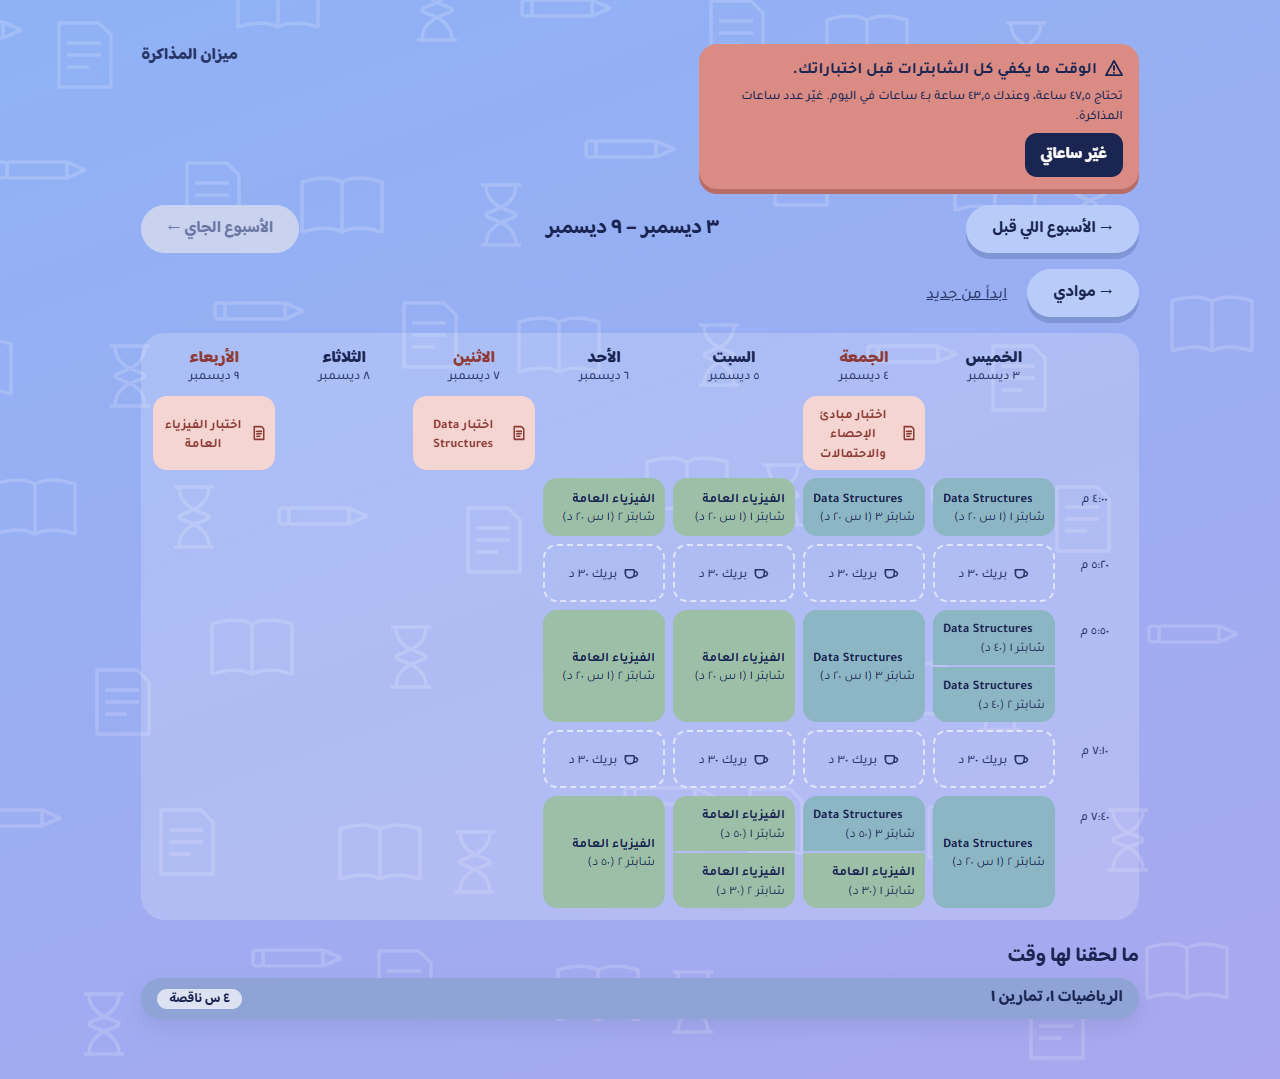 ميزان المذاكرة
الوقت ما يكفي كل الشابترات قبل اختباراتك.
تحتاج ٤٧٫٥ ساعة، وعندك ٤٣٫٥ ساعة بـ٤ ساعات في اليوم. غيّر عدد ساعات
المذاكرة.
غيّر ساعاتي
→ الأسبوع اللي قبل
٣ ديسمبر – ٩ ديسمبر
الأسبوع الجاي ←
→ موادي
ابدأ من جديد
الخميس
٣ ديسمبر
الجمعة
٤ ديسمبر
السبت
٥ ديسمبر
الأحد
٦ ديسمبر
الاثنين
٧ ديسمبر
الثلاثاء
٨ ديسمبر
الأربعاء
٩ ديسمبر
اختبار مبادئ
الإحصاء
والاحتمالات
اختبار Data
Structures
اختبار الفيزياء
العامة
٤:٠٠ م
Data Structures
شابتر ١ (١ س ٢٠ د)
Data Structures
شابتر ٣ (١ س ٢٠ د)
الفيزياء العامة
شابتر ١ (١ س ٢٠ د)
الفيزياء العامة
شابتر ٢ (١ س ٢٠ د)
٥:٢٠ م
بريك ٣٠ د
بريك ٣٠ د
بريك ٣٠ د
بريك ٣٠ د
٥:٥٠ م
Data Structures
شابتر ١ (٤٠ د)
Data Structures
شابتر ٢ (٤٠ د)
Data Structures
شابتر ٣ (١ س ٢٠ د)
الفيزياء العامة
شابتر ١ (١ س ٢٠ د)
الفيزياء العامة
شابتر ٢ (١ س ٢٠ د)
٧:١٠ م
بريك ٣٠ د
بريك ٣٠ د
بريك ٣٠ د
بريك ٣٠ د
٧:٤٠ م
Data Structures
شابتر ٢ (١ س ٢٠ د)
Data Structures
شابتر ٣ (٥٠ د)
الفيزياء العامة
شابتر ١ (٣٠ د)
الفيزياء العامة
شابتر ١ (٥٠ د)
الفيزياء العامة
شابتر ٢ (٣٠ د)
الفيزياء العامة
شابتر ٢ (٥٠ د)
ما لحقنا لها وقت
الرياضيات ١، تمارين ١
٤ س ناقصة